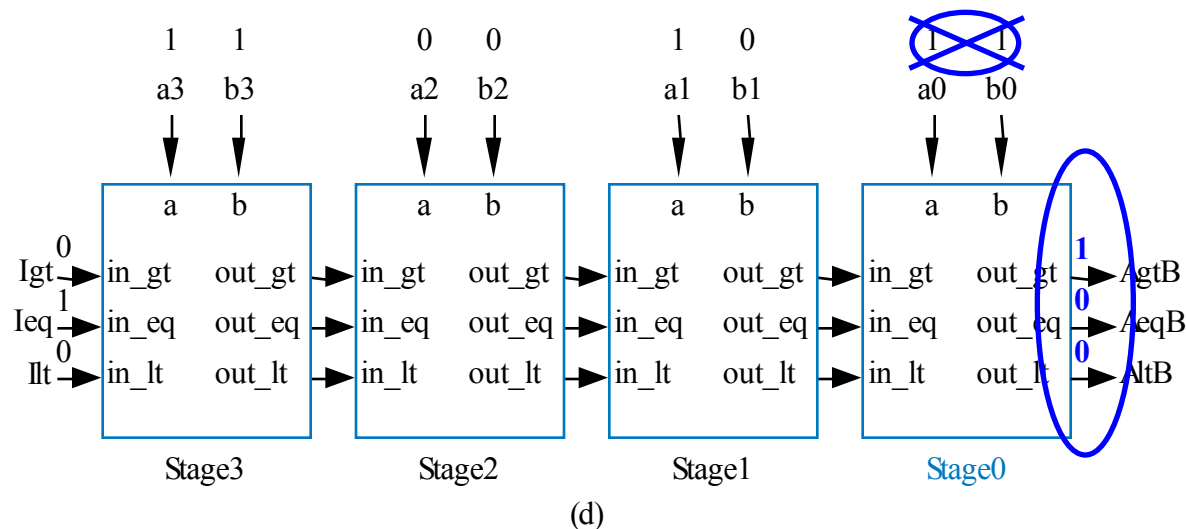 1 1 0 0 1 0 1 1
a3 b3 a2 b2 a1 b1 a0 b0
a b a b a b a b
0 1
Igt in_gt out_gt in_gt out_gt in_gt out_gt in_gt out_gt AgtB
1 0
Ieq in_eq out_eq in_eq out_eq in_eq out_eq in_eq out_eq AeqB
0 0
Ilt in_lt out_lt in_lt out_lt in_lt out_lt in_lt out_lt AltB
Stage3 Stage2 Stage1 Stage0
(d)